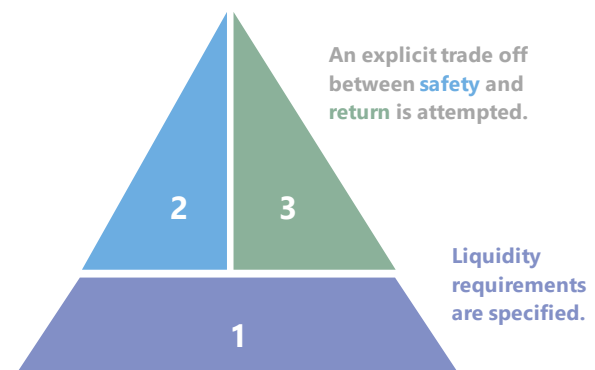 An explicit trade off
between safety and
return is attempted.
2
3
Liquidity
requirements
are specified.
1